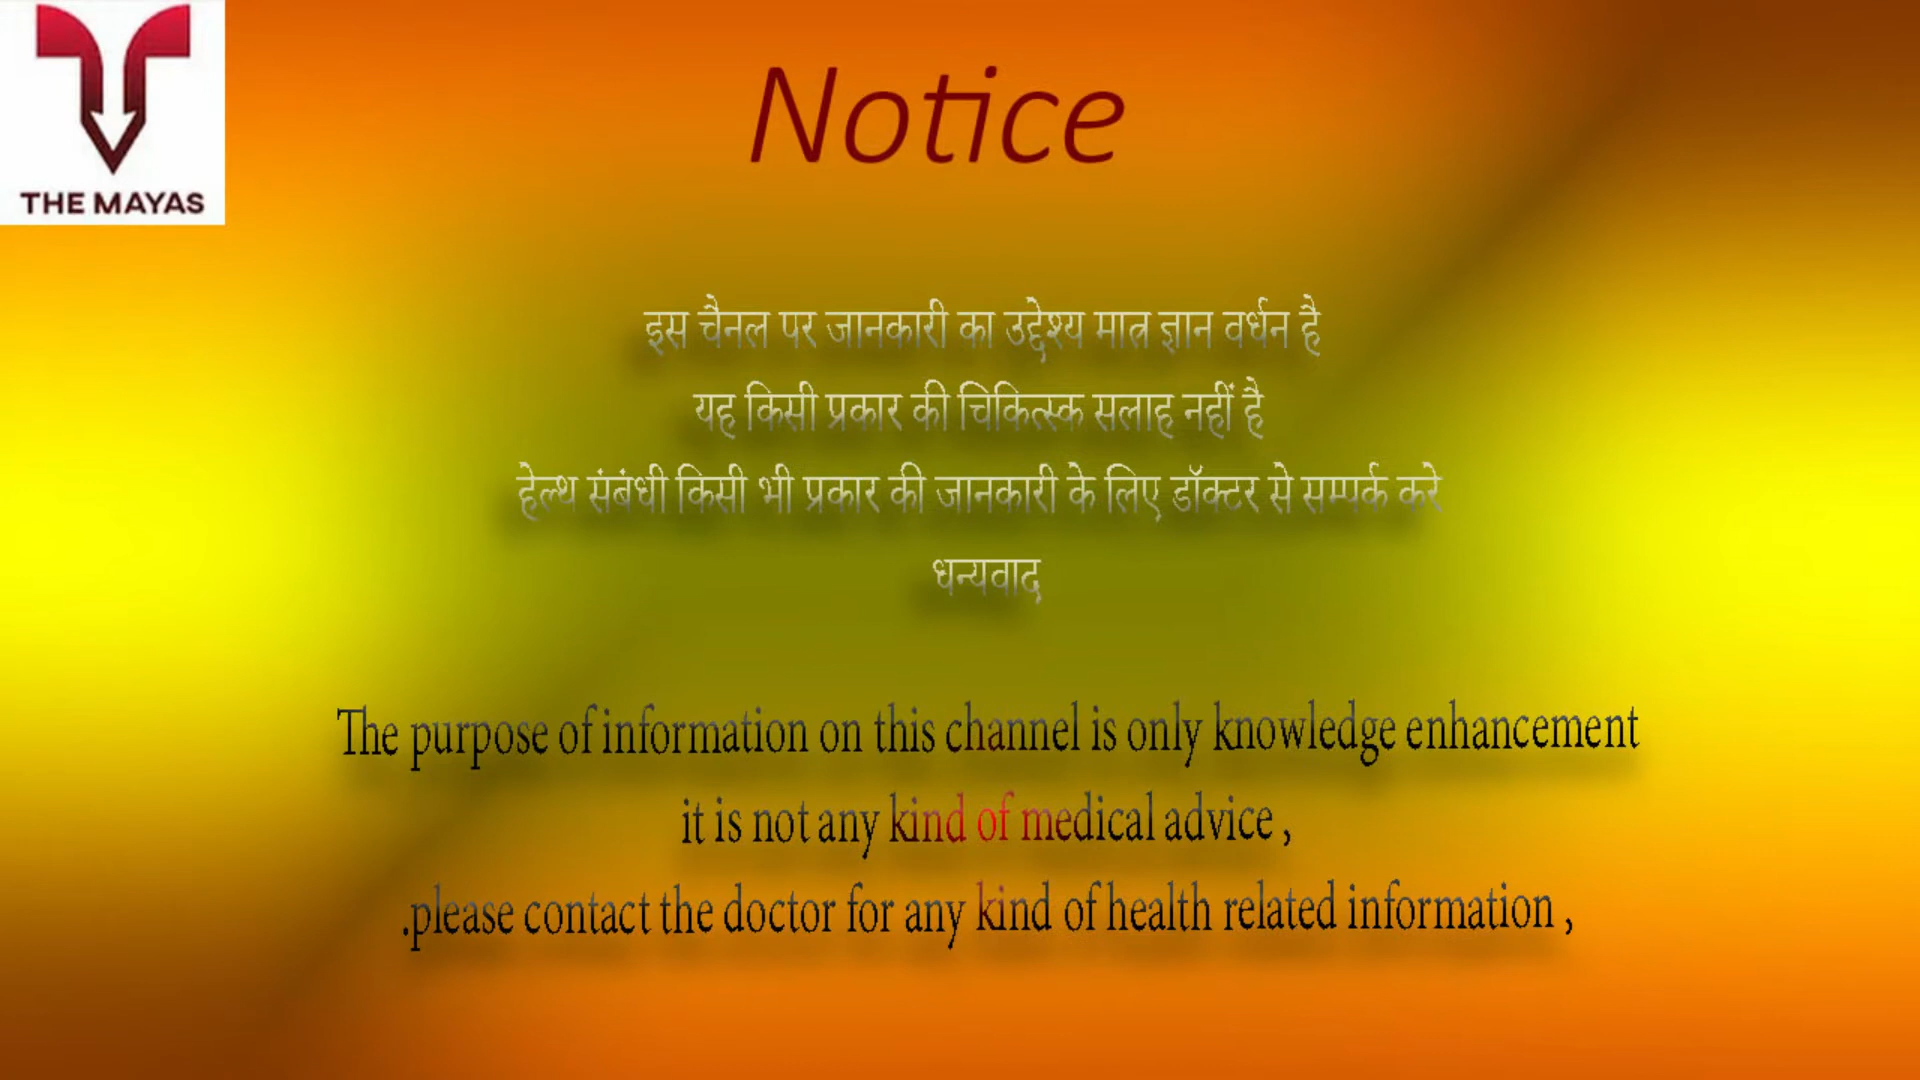 THE MAYAS
Notice
इस चैनल पर जानकारी का उद्देश्य मात्र ज्ञान वर्धन है
यह किसी प्रकार की चिकित्स्क सलाह नहीं है
हेल्थ संबंधी किसी भी प्रकार की जानकारी के लिए डॉक्टर से सम्पर्क करे
धन्यवाद
The purpose of information on this channel is only knowledge enhancement
it is not any kind of medical advice ,
.please contact the doctor for any kind of health related information ,